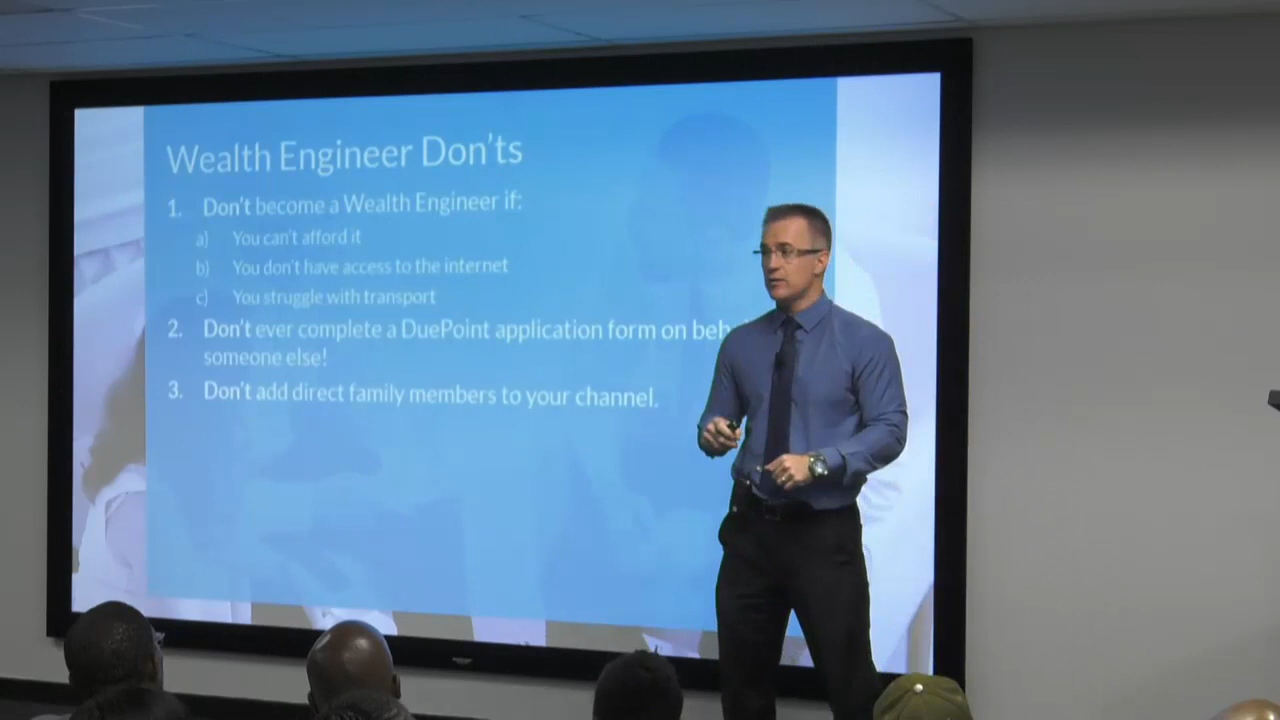 Wealth Engineer Don'ts
1. Don't become a Wealth Engineer if:
a) You can't afford it
b) You don't have access to the internet
c) You struggle with transport
2. Don't ever complete a DuePoint application form on
someone else!
3. Don't add direct family members to your channel.